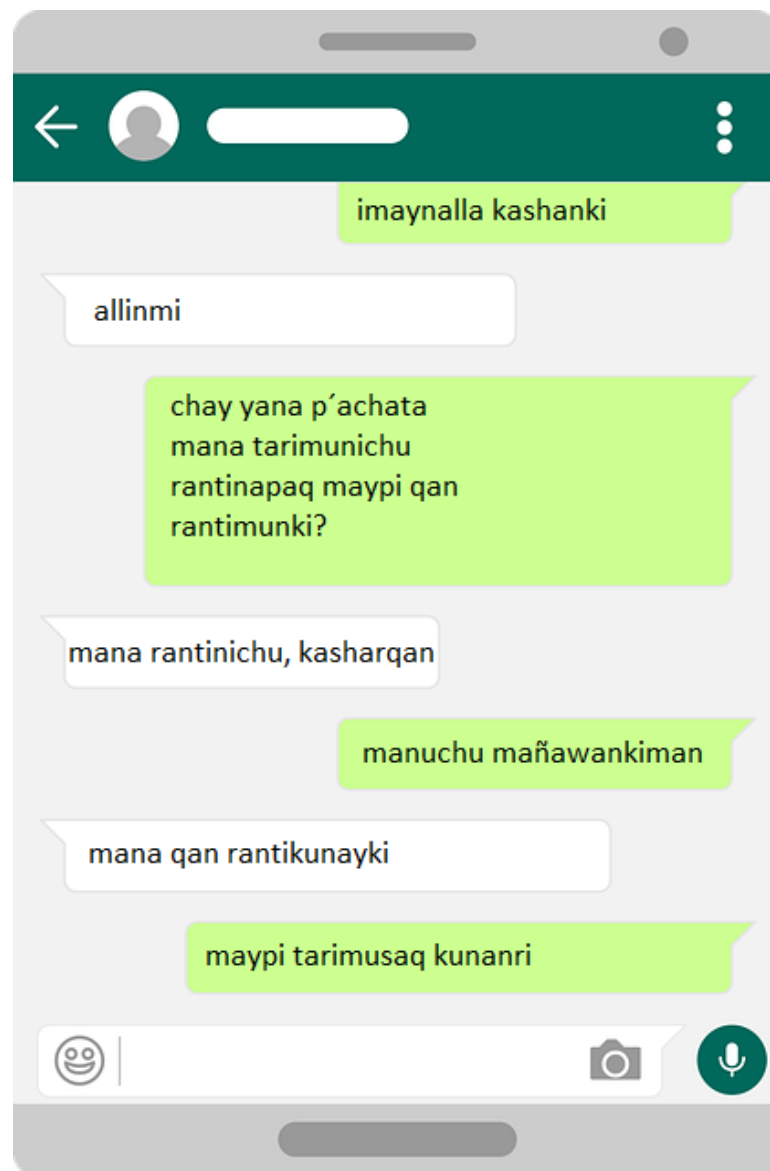 imaynalla kashanki
allinmi
chay yana p´achata
mana tarimunichu
rantinapaq maypi qan
rantimunki?
mana rantinichu, kasharqan
manuchu mañawankiman
mana qan rantikunayki
maypi tarimusaq kunanri